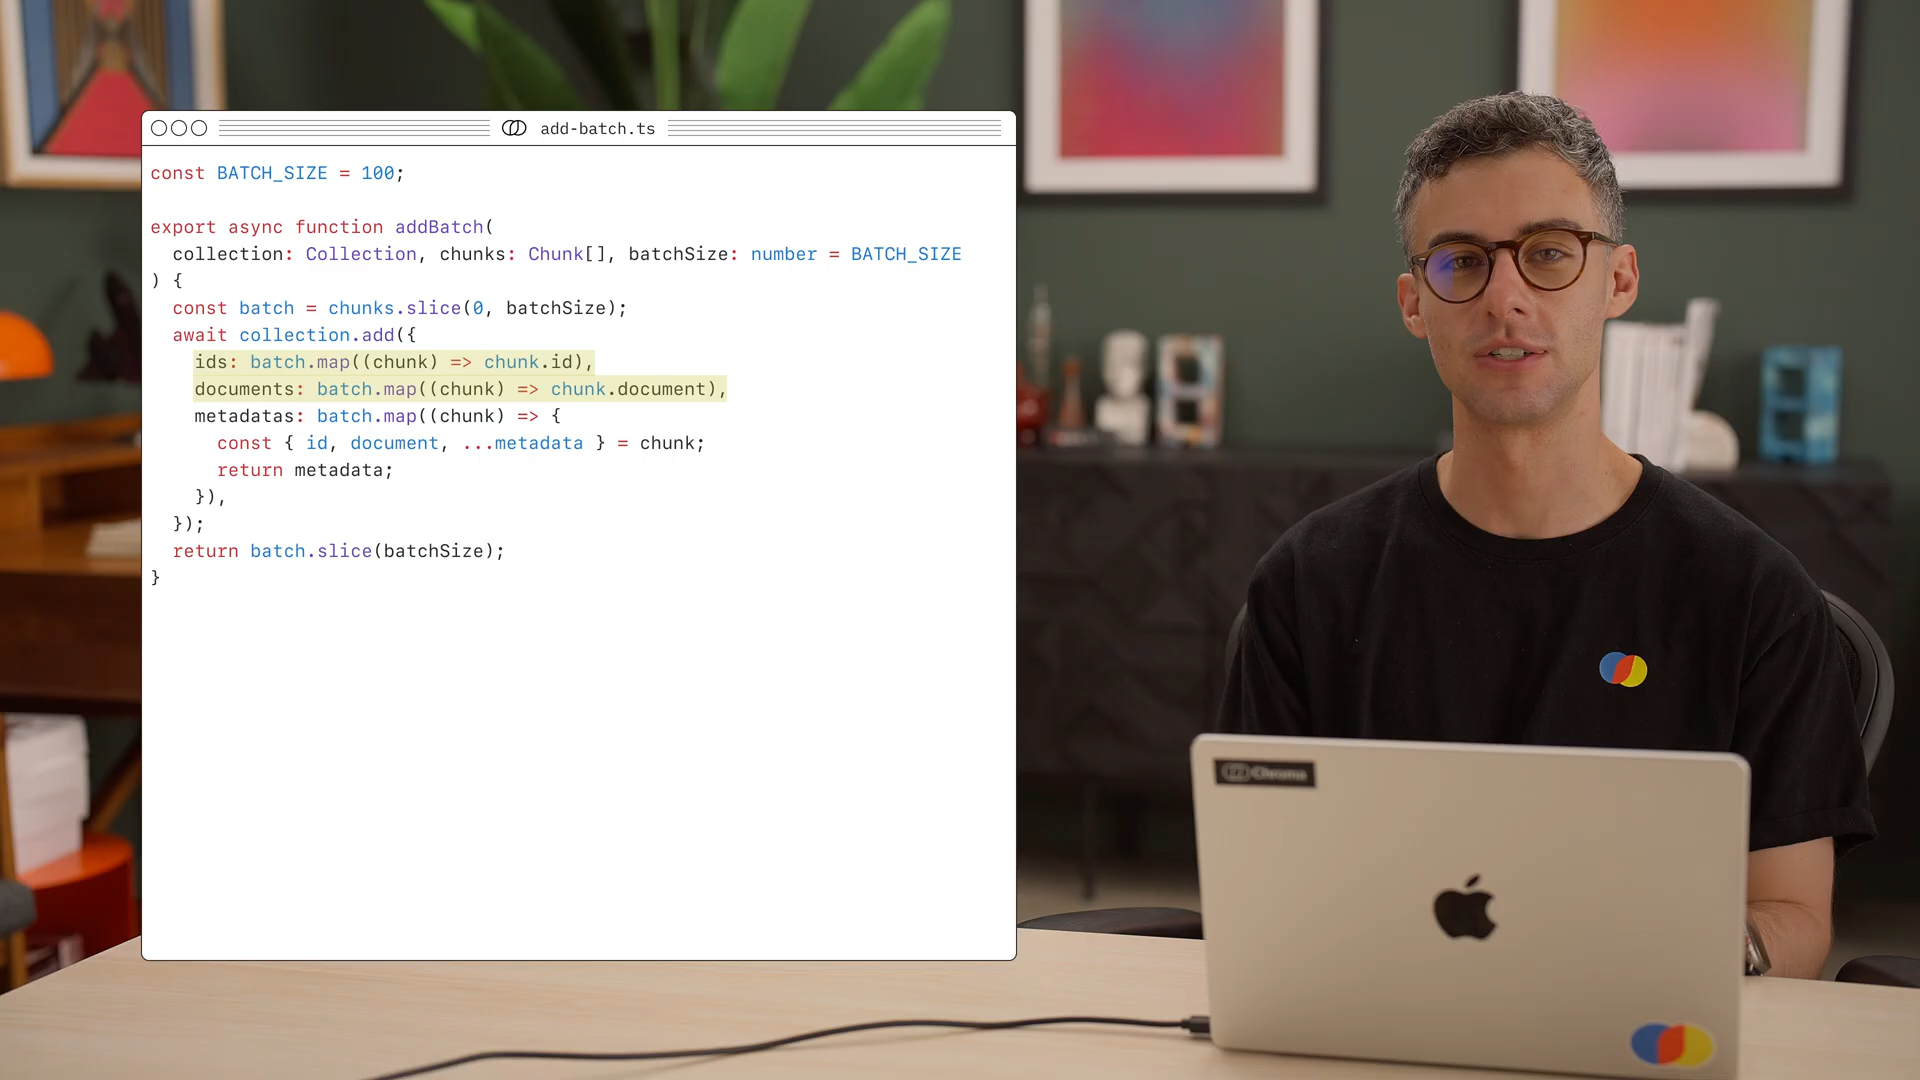 add-batch.ts
const BATCH_SIZE = 100;
export async function addBatch(
collection: Collection, chunks: Chunk[], batchSize: number = BATCH_SIZE
) {
const batch = chunks.slice(0, batchSize);
await collection.add({
ids: batch.map((chunk) => chunk.id),
documents: batch.map((chunk) => chunk.document),
metadatas: batch.map((chunk) => {
const { id, document, ...metadata } = chunk;
return metadata;
}),
});
return batch.slice(batchSize);
}
Chroma